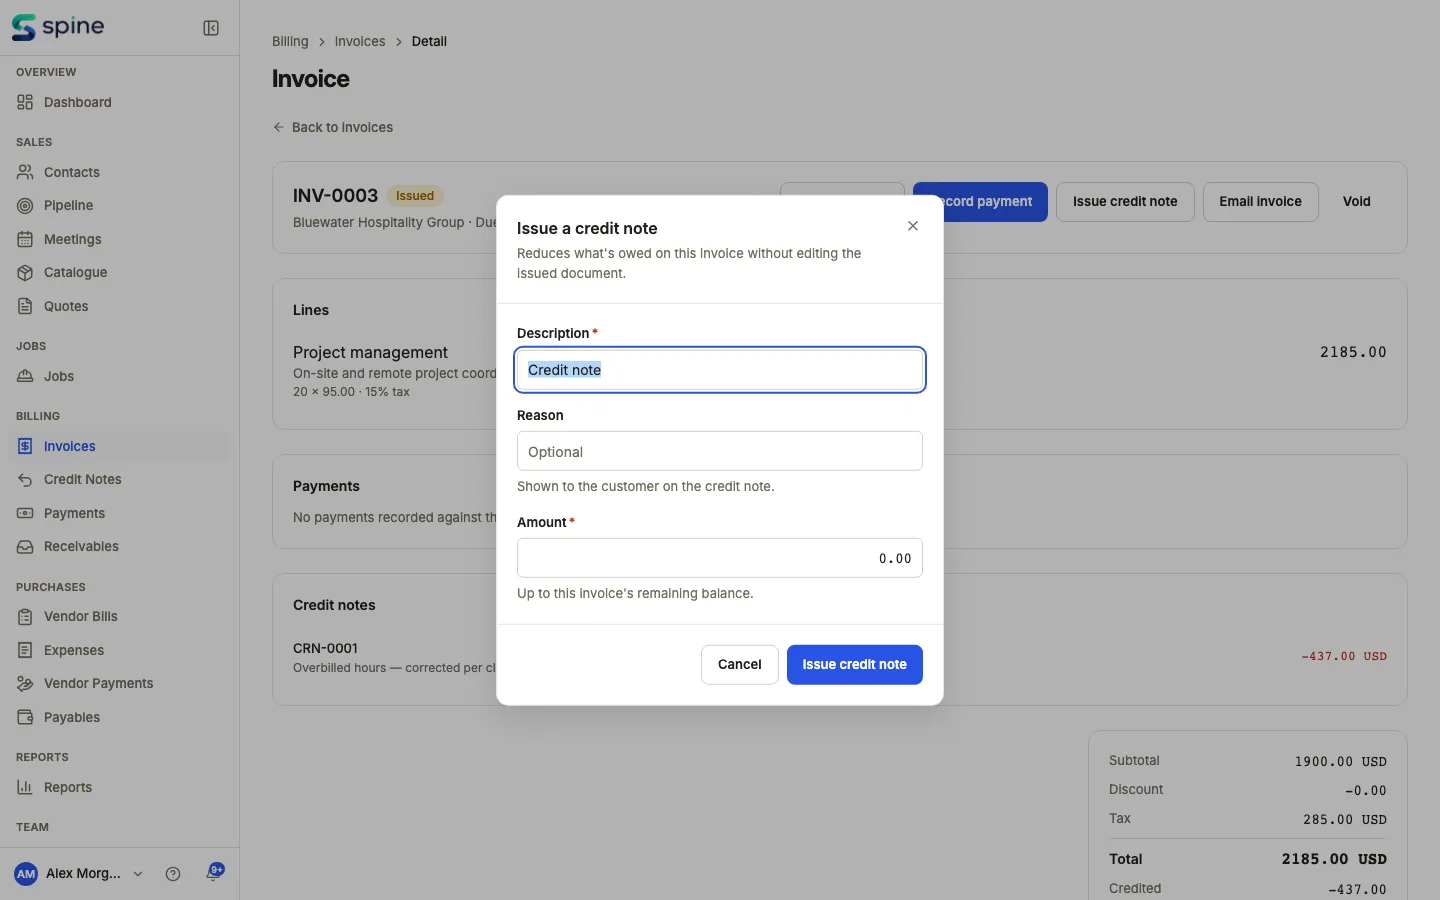 spine
OVERVIEW
Dashboard
SALES
Contacts
Pipeline
Meetings
Catalogue
Quotes
JOBS
Jobs
BILLING
Invoices
Credit Notes
Payments
Receivables
PURCHASES
Vendor Bills
Expenses
Vendor Payments
Payables
REPORTS
Reports
TEAM
AM Alex Morg... 9+
Billing > Invoices > Detail
Invoice
← Back to invoices
INV-0003 Issued
Bluewater Hospitality Group · Due
ecord payment
Issue credit note
Email invoice
Void
Lines
Project management
On-site and remote project coord
20 × 95.00 · 15% tax
2185.00
Payments
No payments recorded against th
Credit notes
CRN-0001
Overbilled hours — corrected per cl
-437.00 USD
Subtotal 1900.00 USD
Discount -0.00
Tax 285.00 USD
Total 2185.00 USD
Credited -437.00
Issue a credit note
Reduces what's owed on this invoice without editing the
issued document.
Description *
Credit note
Reason
Optional
Shown to the customer on the credit note.
Amount *
0.00
Up to this invoice's remaining balance.
Cancel
Issue credit note